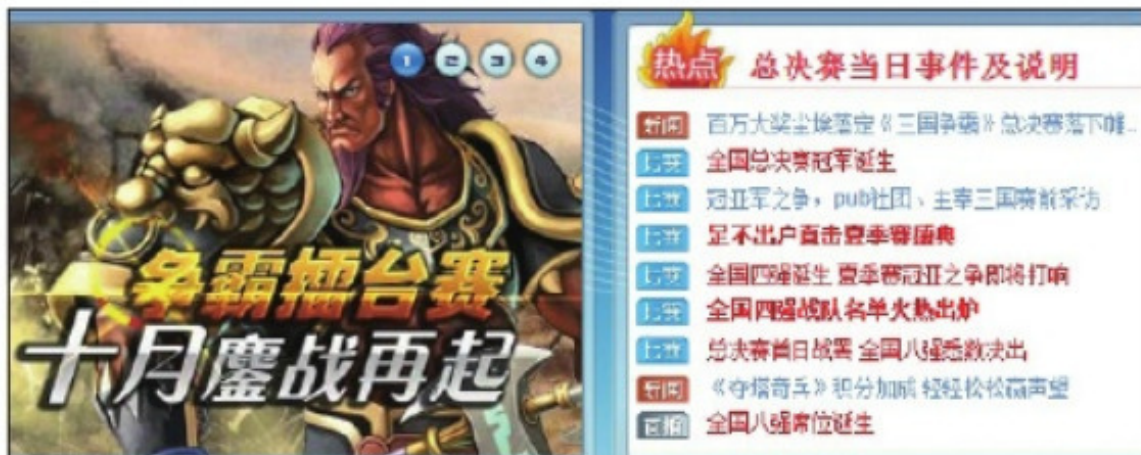 1 2 3 4
争霸擂台赛
十月鏖战再起
热点 总决赛当日事件及说明
新闻 百万大奖尘埃落定《三国争霸》总决赛落下帷...
比赛 全国总决赛冠军诞生
比赛 冠亚军之争，pub社团、主宰三国赛前采访
比赛 足不出户直击夏季赛盛典
比赛 全国四强诞生 夏季赛冠亚之争即将打响
比赛 全国四强战队名单火热出炉
比赛 总决赛首日战罢 全国八强悉数决出
新闻 《夺塔奇兵》积分加成 轻轻松松赢声望
直播 全国八强席位诞生